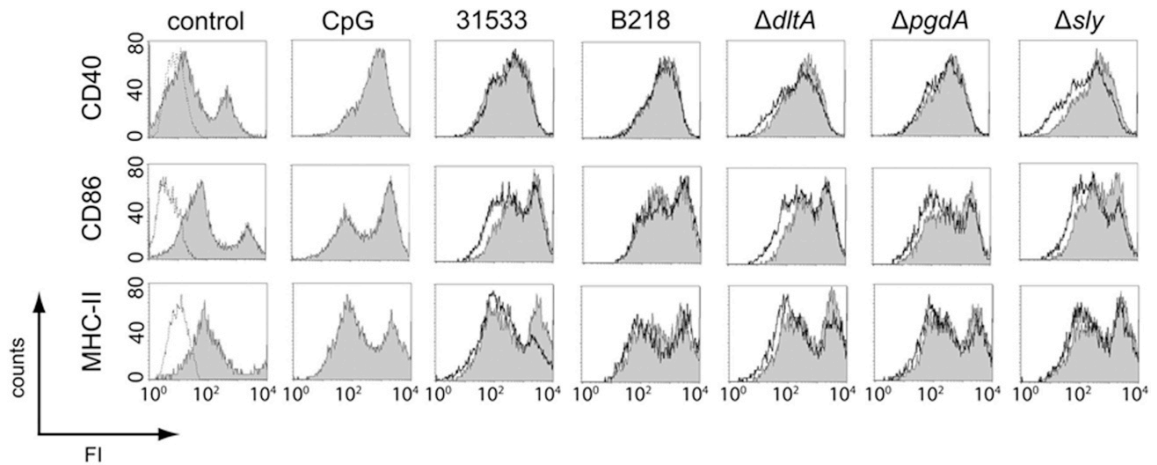 control CpG 31533 B218 ΔdltA ΔpgdA Δsly
CD40
80
40
0
CD86
80
40
0
MHC-II
80
40
0
10⁰ 10² 10⁴ 10⁰ 10² 10⁴ 10⁰ 10² 10⁴ 10⁰ 10² 10⁴ 10⁰ 10² 10⁴ 10⁰ 10² 10⁴ 10⁰ 10² 10⁴
counts
FI